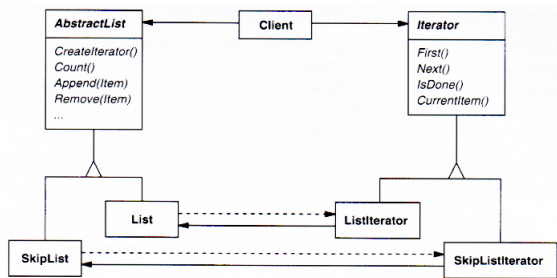 AbstractList
CreateIterator()
Count()
Append(Item)
Remove(Item)
...
Client
Iterator
First()
Next()
IsDone()
CurrentItem()
List
ListIterator
SkipList
SkipListIterator